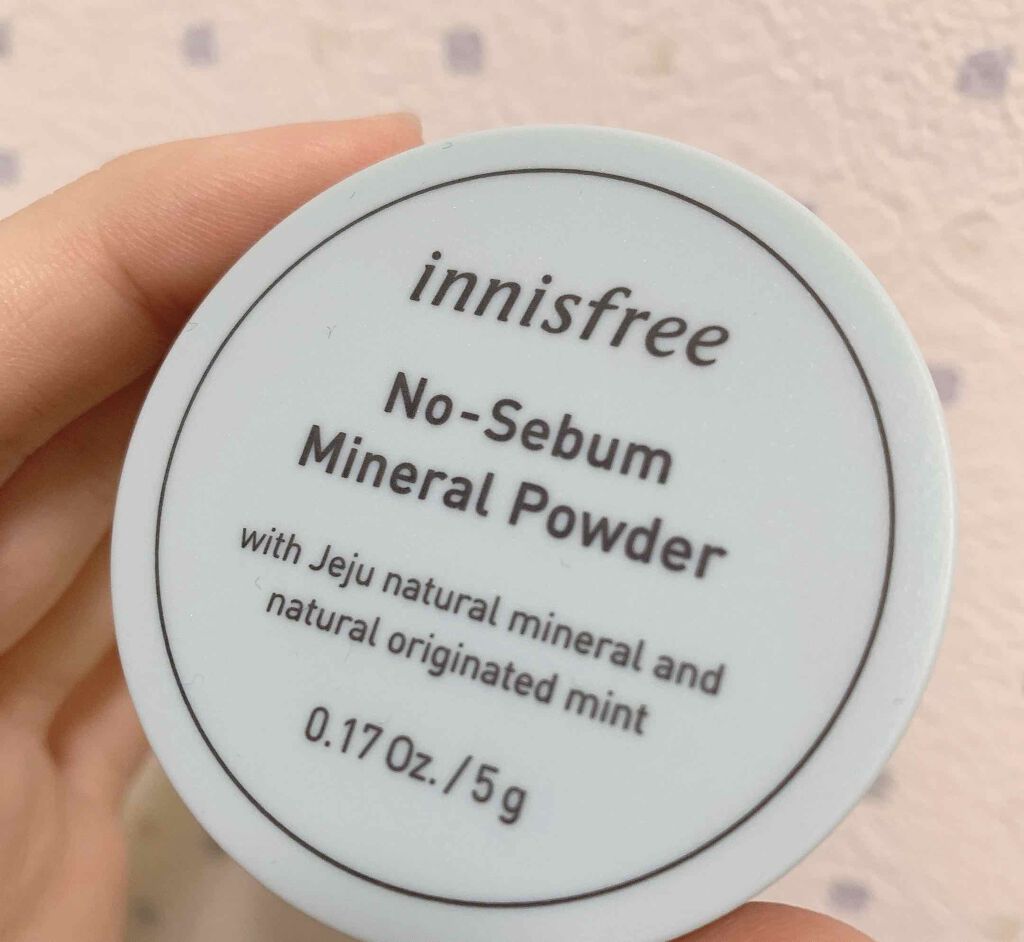 innisfree
No-Sebum
Mineral Powder
with Jeju natural mineral and
natural originated mint
0.17 Oz. / 5 g